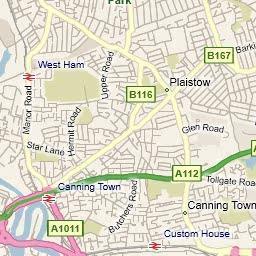 Park
B167
Barki
West Ham
Upper Road
B116
Plaistow
Manor Road
Hermit Road
Glen Road
Star Lane
A112
Tollgate Road
Canning Town
Butchers Road
Canning Town
A1011
Custom House